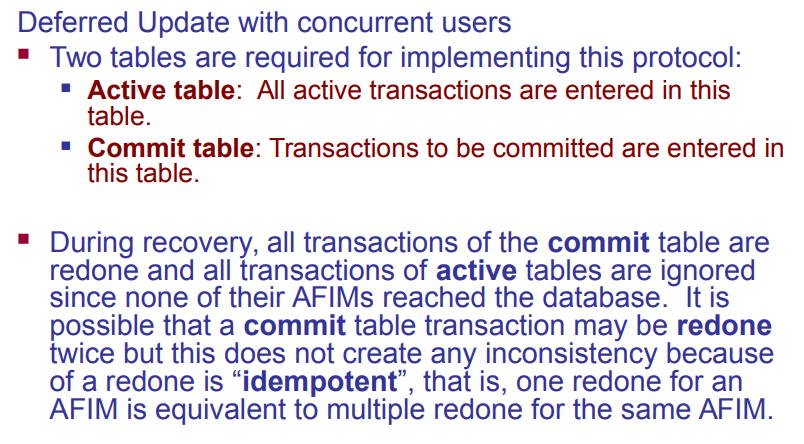 Deferred Update with concurrent users
Two tables are required for implementing this protocol:
Active table: All active transactions are entered in this
table.
Commit table: Transactions to be committed are entered in
this table.
During recovery, all transactions of the commit table are
redone and all transactions of active tables are ignored
since none of their AFIMs reached the database. It is
possible that a commit table transaction may be redone
twice but this does not create any inconsistency because
of a redone is “idempotent”, that is, one redone for an
AFIM is equivalent to multiple redone for the same AFIM.